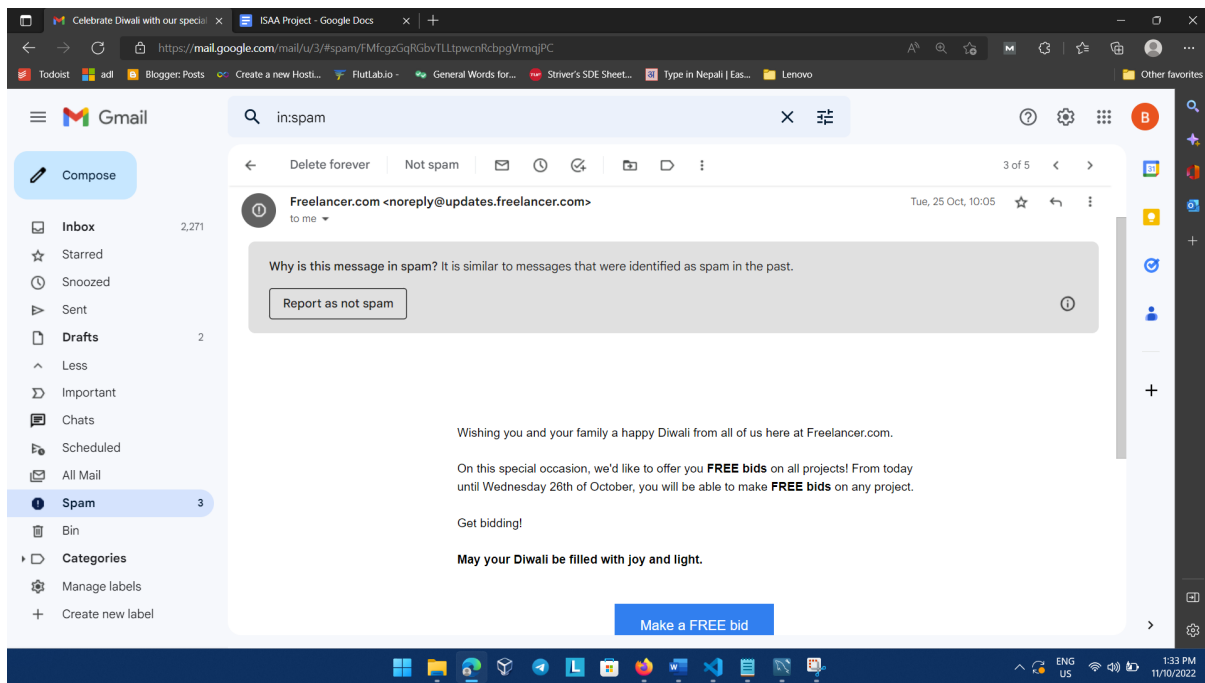 Celebrate Diwali with our special
ISAA Project - Google Docs
https://mail.google.com/mail/u/3/#spam/FMfcgzGqRGbvTLLtpwcnRcbpgVrmqjPC
Todoist adl Blogger: Posts Create a new Hosti... FlutLab.io - General Words for... Striver's SDE Sheet... Type in Nepali | Eas... Lenovo Other favorites
Gmail
in:spam
B
Compose
Delete forever Not spam 3 of 5
31
Freelancer.com <noreply@updates.freelancer.com> Tue, 25 Oct, 10:05
to me
Inbox 2,271
Starred
Snoozed
Sent
Drafts 2
Less
Important
Chats
Scheduled
All Mail
Spam 3
Bin
Categories
Manage labels
Create new label
Why is this message in spam? It is similar to messages that were identified as spam in the past.
Report as not spam
Wishing you and your family a happy Diwali from all of us here at Freelancer.com.
On this special occasion, we'd like to offer you FREE bids on all projects! From today
until Wednesday 26th of October, you will be able to make FREE bids on any project.
Get bidding!
May your Diwali be filled with joy and light.
Make a FREE bid
ENG
US
1:33 PM
11/10/2022